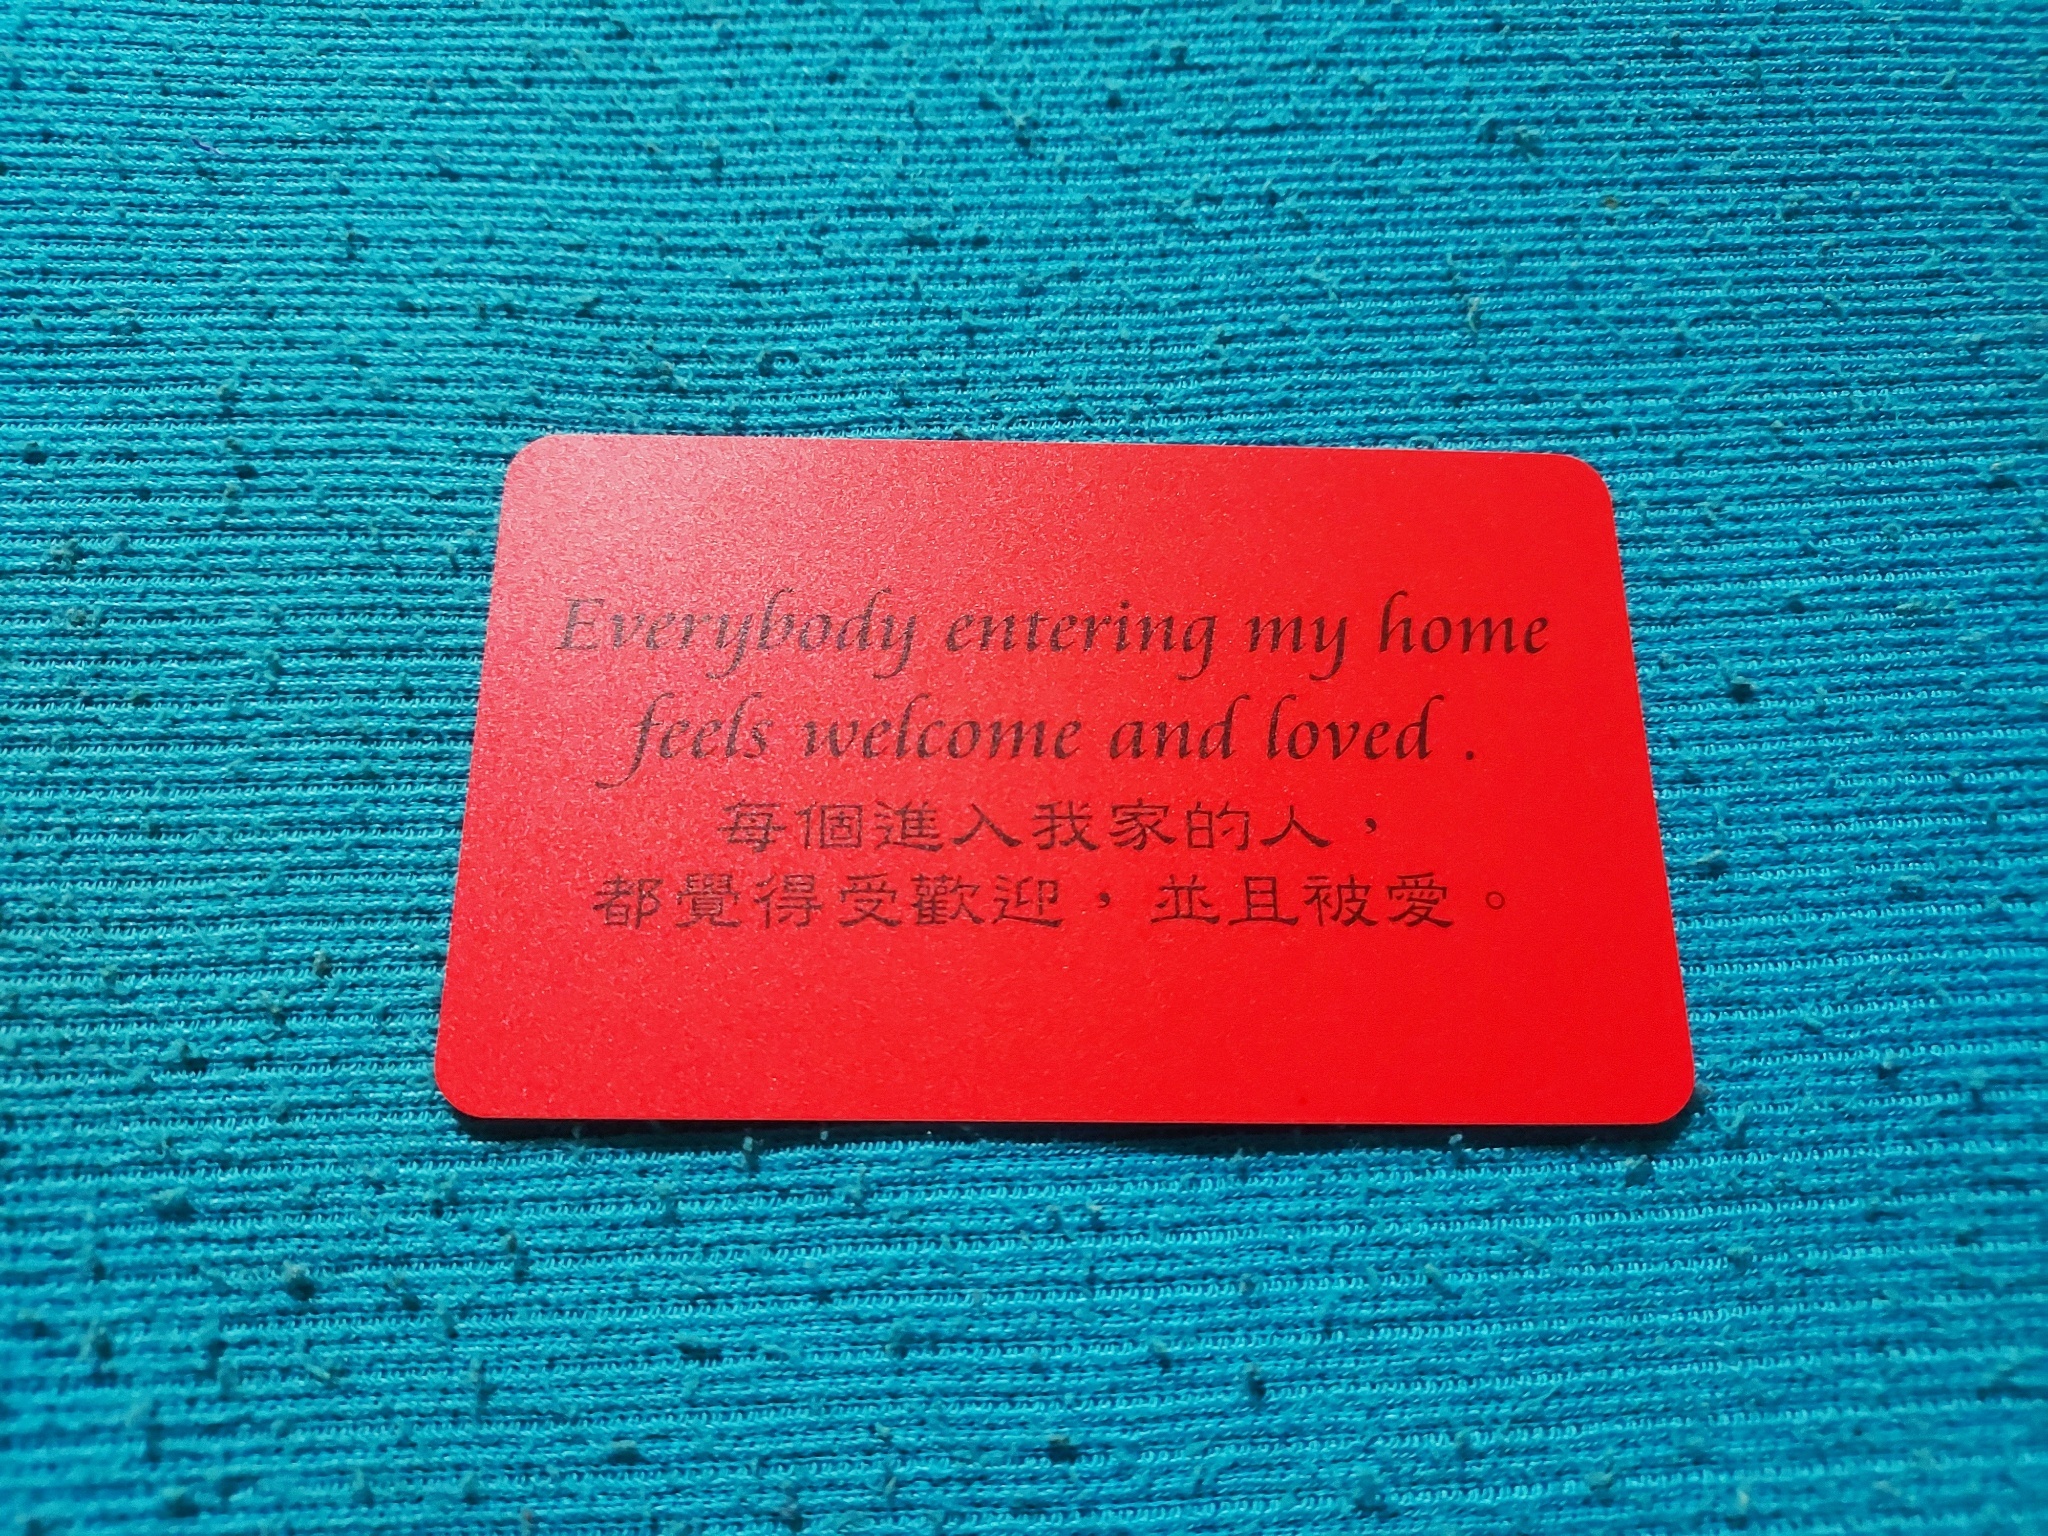 Everybody entering my home
feels welcome and loved .
每個進入我家的人，
都覺得受歡迎，並且被愛。